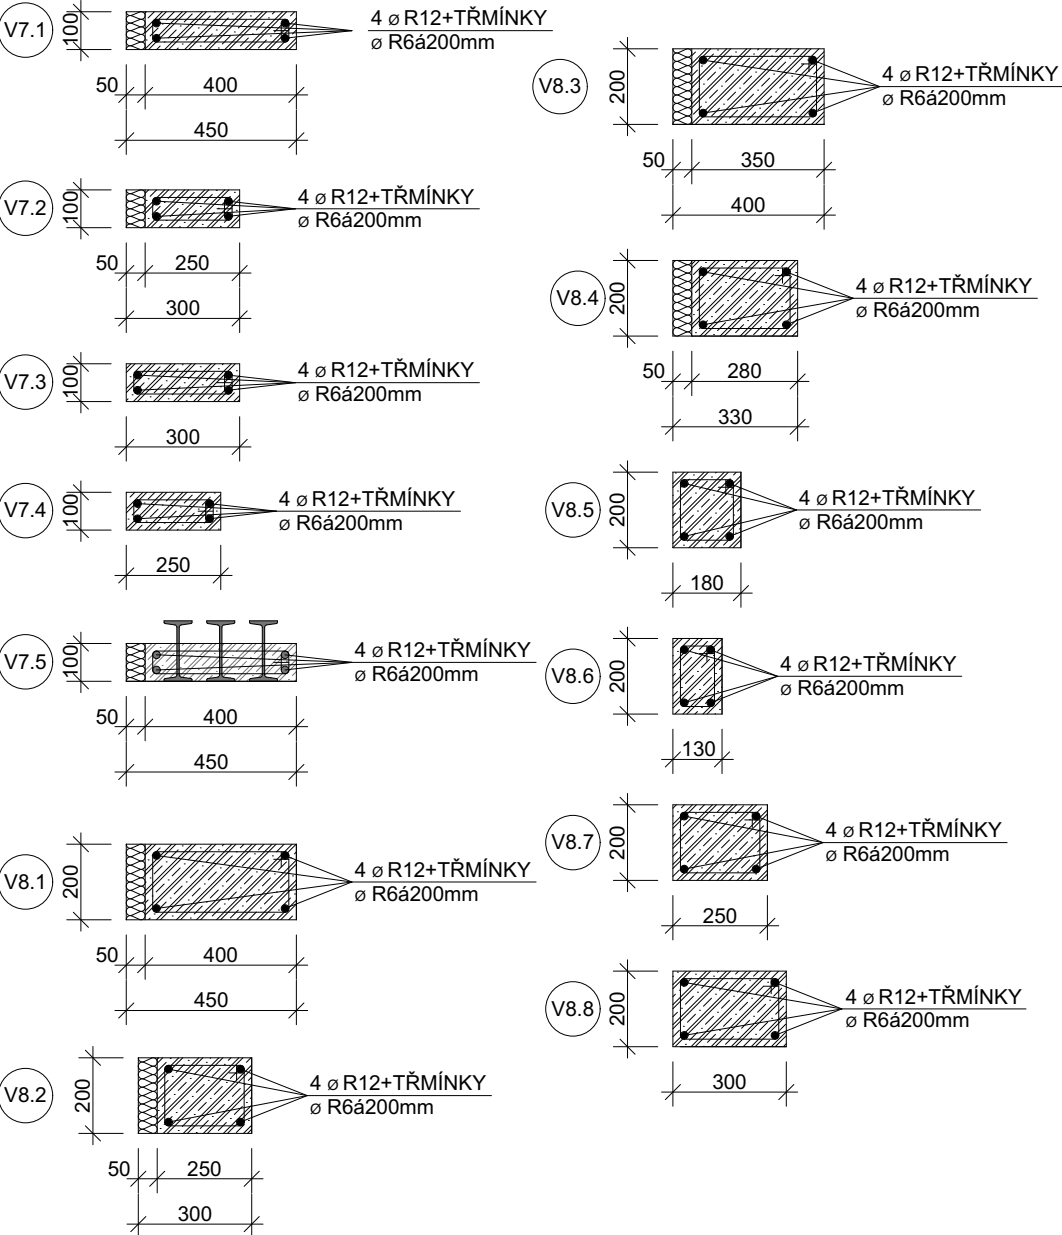 V7.1
100
4 ø R12+TŘMÍNKY
ø R6á200mm
50
400
450
V7.2
100
4 ø R12+TŘMÍNKY
ø R6á200mm
50
250
300
V7.3
100
4 ø R12+TŘMÍNKY
ø R6á200mm
300
V7.4
100
4 ø R12+TŘMÍNKY
ø R6á200mm
250
V7.5
100
4 ø R12+TŘMÍNKY
ø R6á200mm
50
400
450
V8.1
200
4 ø R12+TŘMÍNKY
ø R6á200mm
50
400
450
V8.2
200
4 ø R12+TŘMÍNKY
ø R6á200mm
50
250
300
V8.3
200
4 ø R12+TŘMÍNKY
ø R6á200mm
50
350
400
V8.4
200
4 ø R12+TŘMÍNKY
ø R6á200mm
50
280
330
V8.5
200
4 ø R12+TŘMÍNKY
ø R6á200mm
180
V8.6
200
4 ø R12+TŘMÍNKY
ø R6á200mm
130
V8.7
200
4 ø R12+TŘMÍNKY
ø R6á200mm
250
V8.8
200
4 ø R12+TŘMÍNKY
ø R6á200mm
300